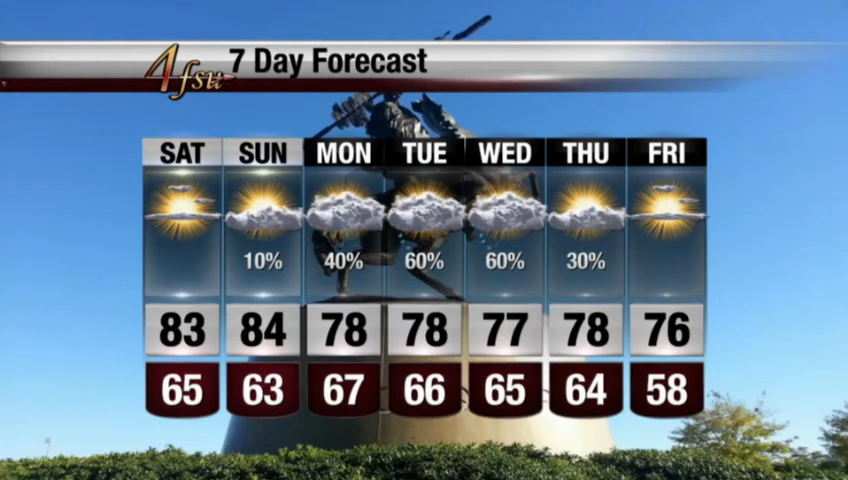 4fsu 7 Day Forecast
SAT SUN MON TUE WED THU FRI
10% 40% 60% 60% 30%
83 84 78 78 77 78 76
65 63 67 66 65 64 58